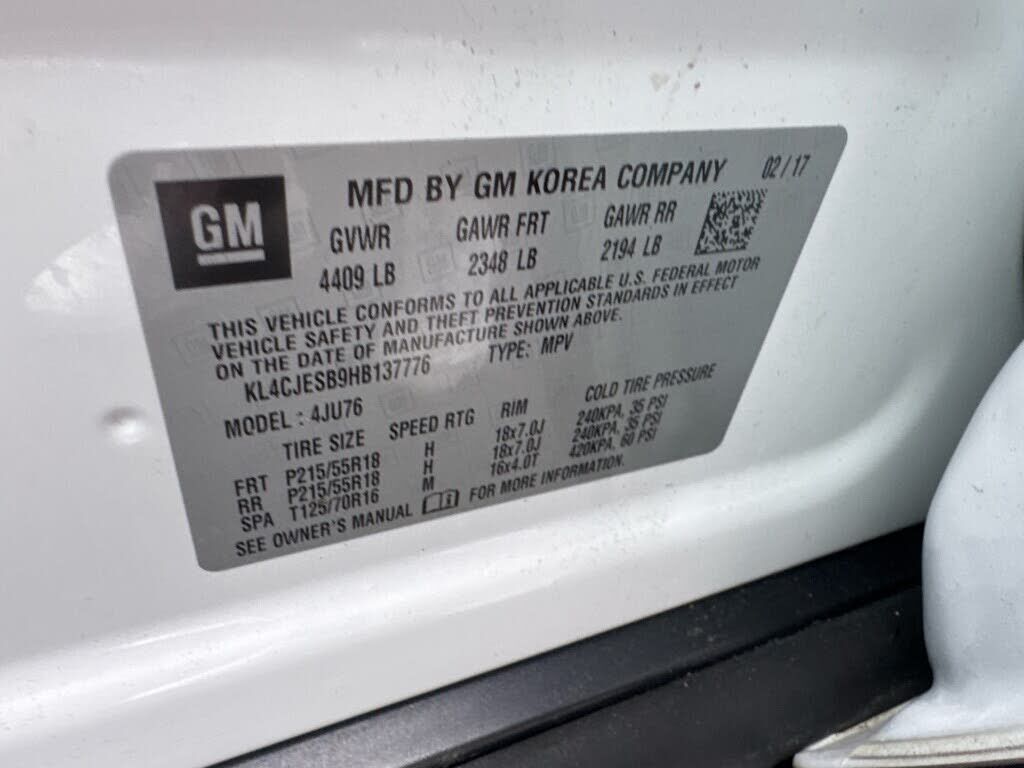 GM
MFD BY GM KOREA COMPANY 02/17
GVWR GAWR FRT GAWR RR
4409 LB 2348 LB 2194 LB
THIS VEHICLE CONFORMS TO ALL APPLICABLE U.S. FEDERAL MOTOR
VEHICLE SAFETY AND THEFT PREVENTION STANDARDS IN EFFECT
ON THE DATE OF MANUFACTURE SHOWN ABOVE.
KL4CJESB9HB137776 TYPE: MPV
MODEL : 4JU76
TIRE SIZE SPEED RTG RIM COLD TIRE PRESSURE
FRT P215/55R18 H 18x7.0J 240KPA, 35 PSI
RR P215/55R18 H 18x7.0J 240KPA, 35 PSI
SPA T125/70R16 M 16x4.0T 420KPA, 60 PSI
SEE OWNER'S MANUAL FOR MORE INFORMATION.